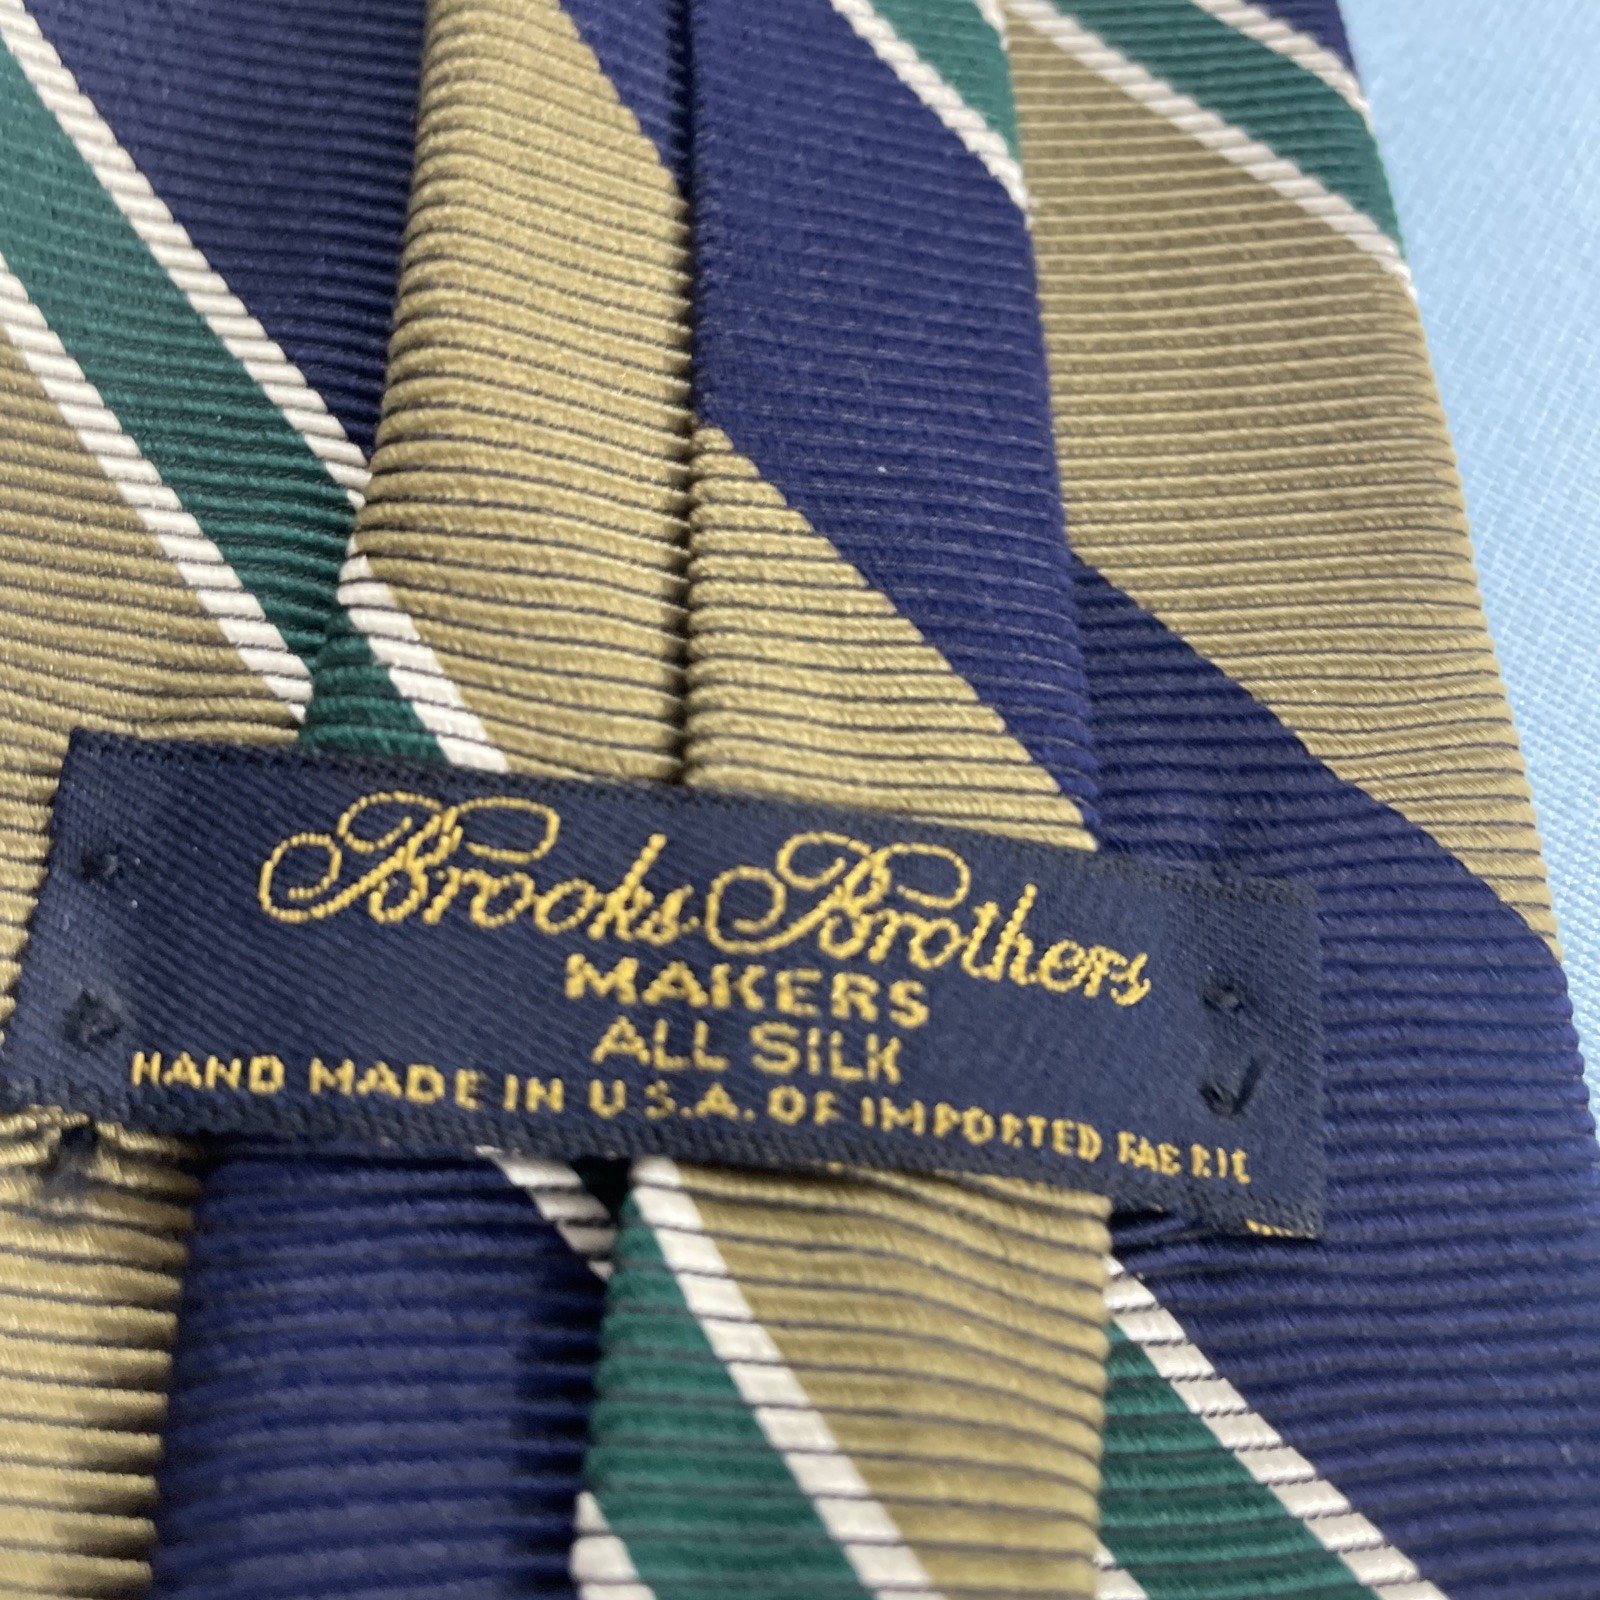 Brooks Brothers
MAKERS
ALL SILK
HAND MADE IN U.S.A. OF IMPORTED FABRIC